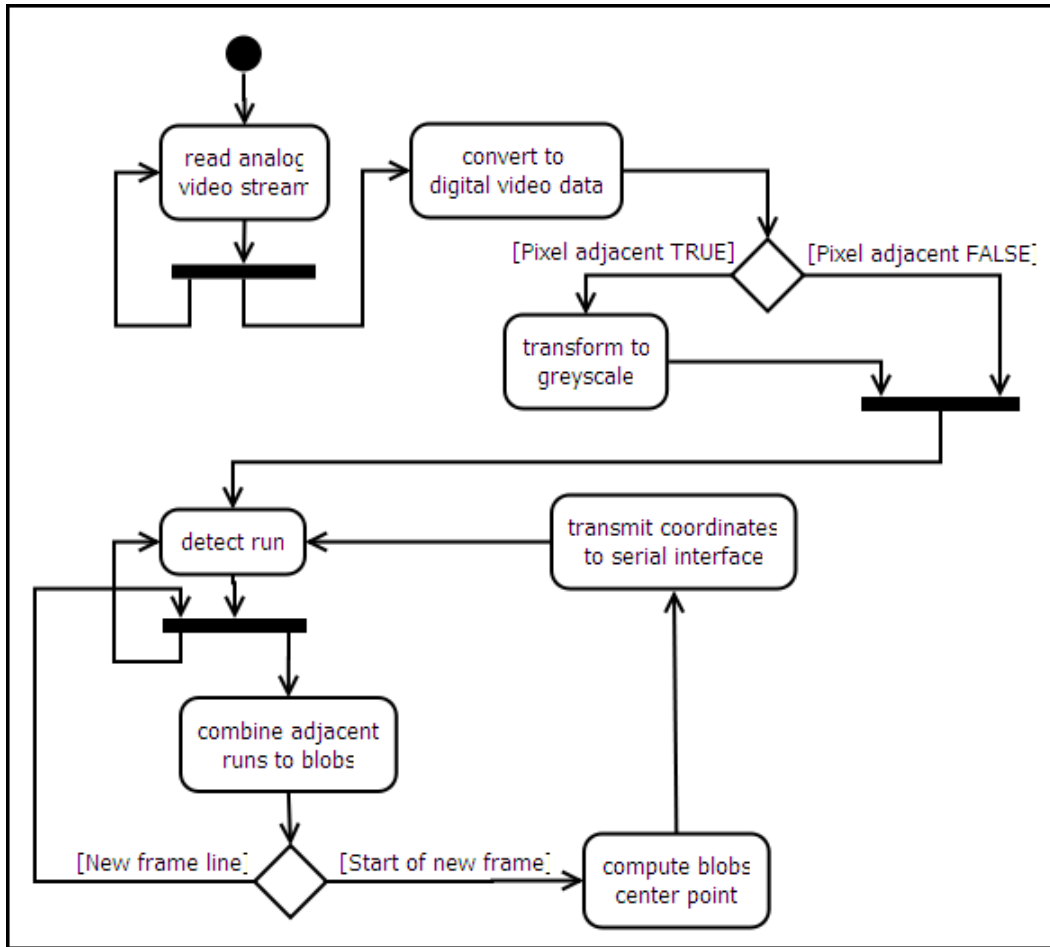 read analog
video stream
convert to
digital video data
[Pixel adjacent TRUE]
[Pixel adjacent FALSE]
transform to
greyscale
detect run
transmit coordinates
to serial interface
combine adjacent
runs to blobs
[New frame line]
[Start of new frame]
compute blobs
center point